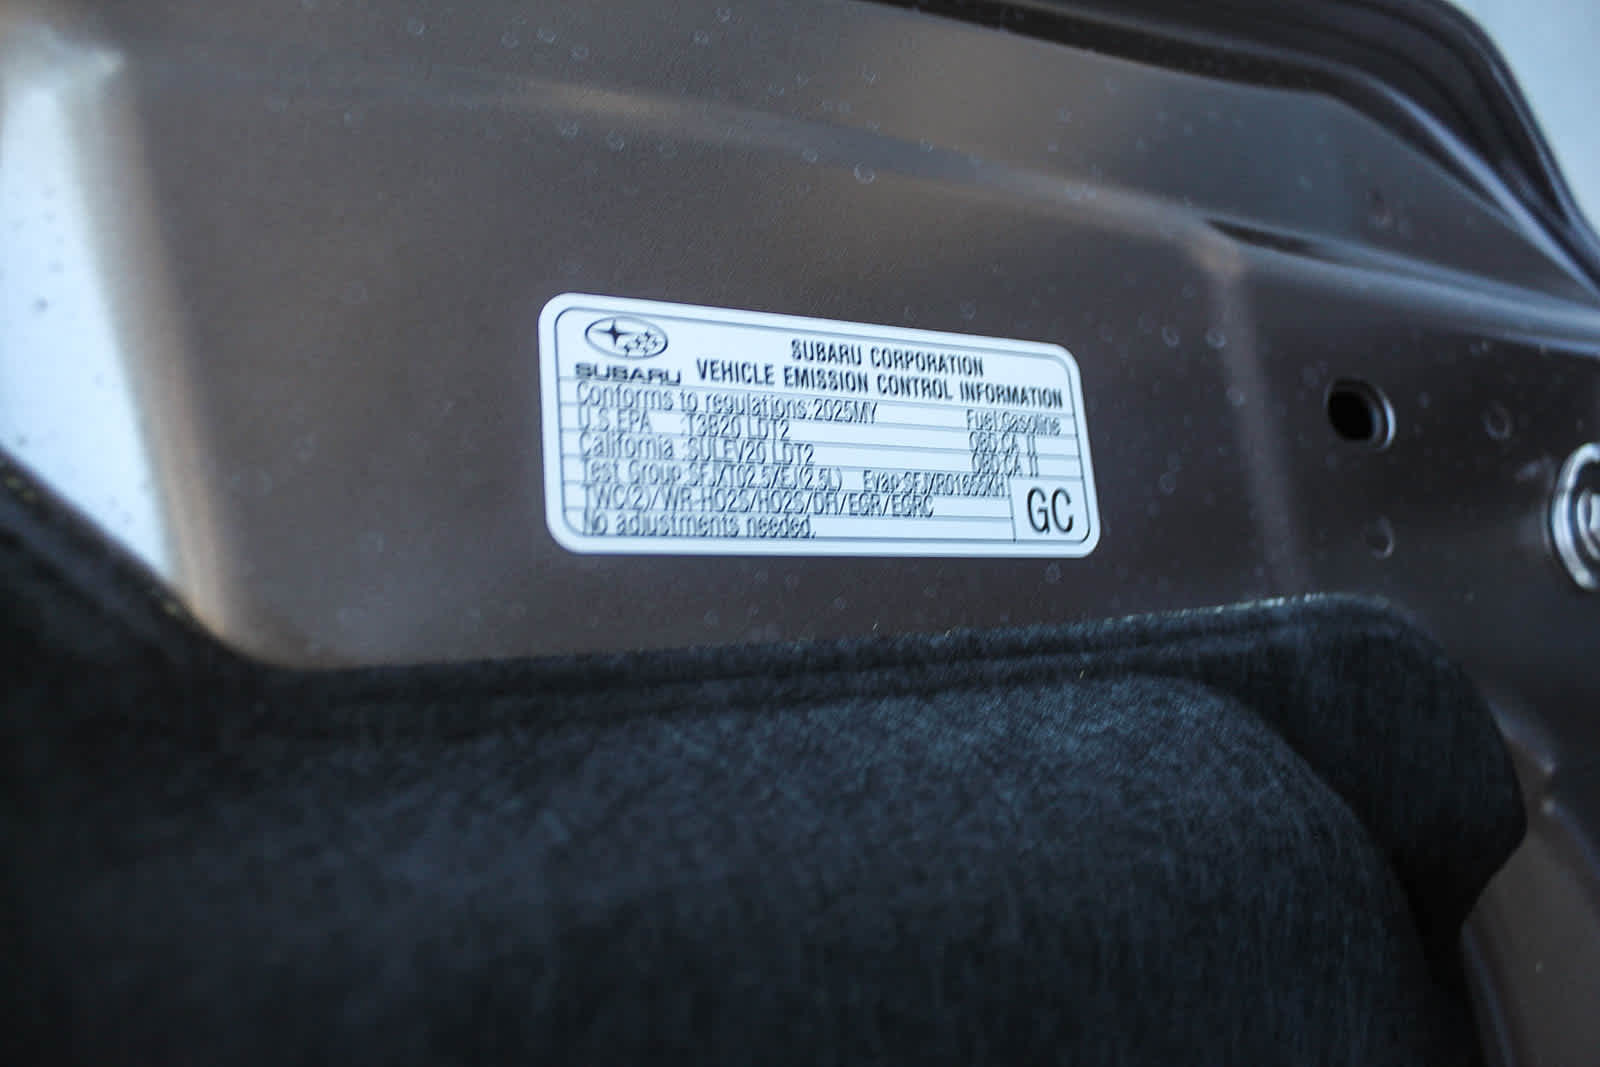 SUBARU CORPORATION
SUBARU VEHICLE EMISSION CONTROL INFORMATION
Conforms to regulations:2025MY Fuel:Gasoline
U.S.EPA :T3B20 LDT2 OBD:CA II
California :SULEV20 LDT2 OBD:CA II
Test Group:SFJXT02.5XEJ(2.5L) Evap:
TWC(2)/WR-HO2S/HO2S/DFI/EGR/EGRC
No adjustments needed.
GC